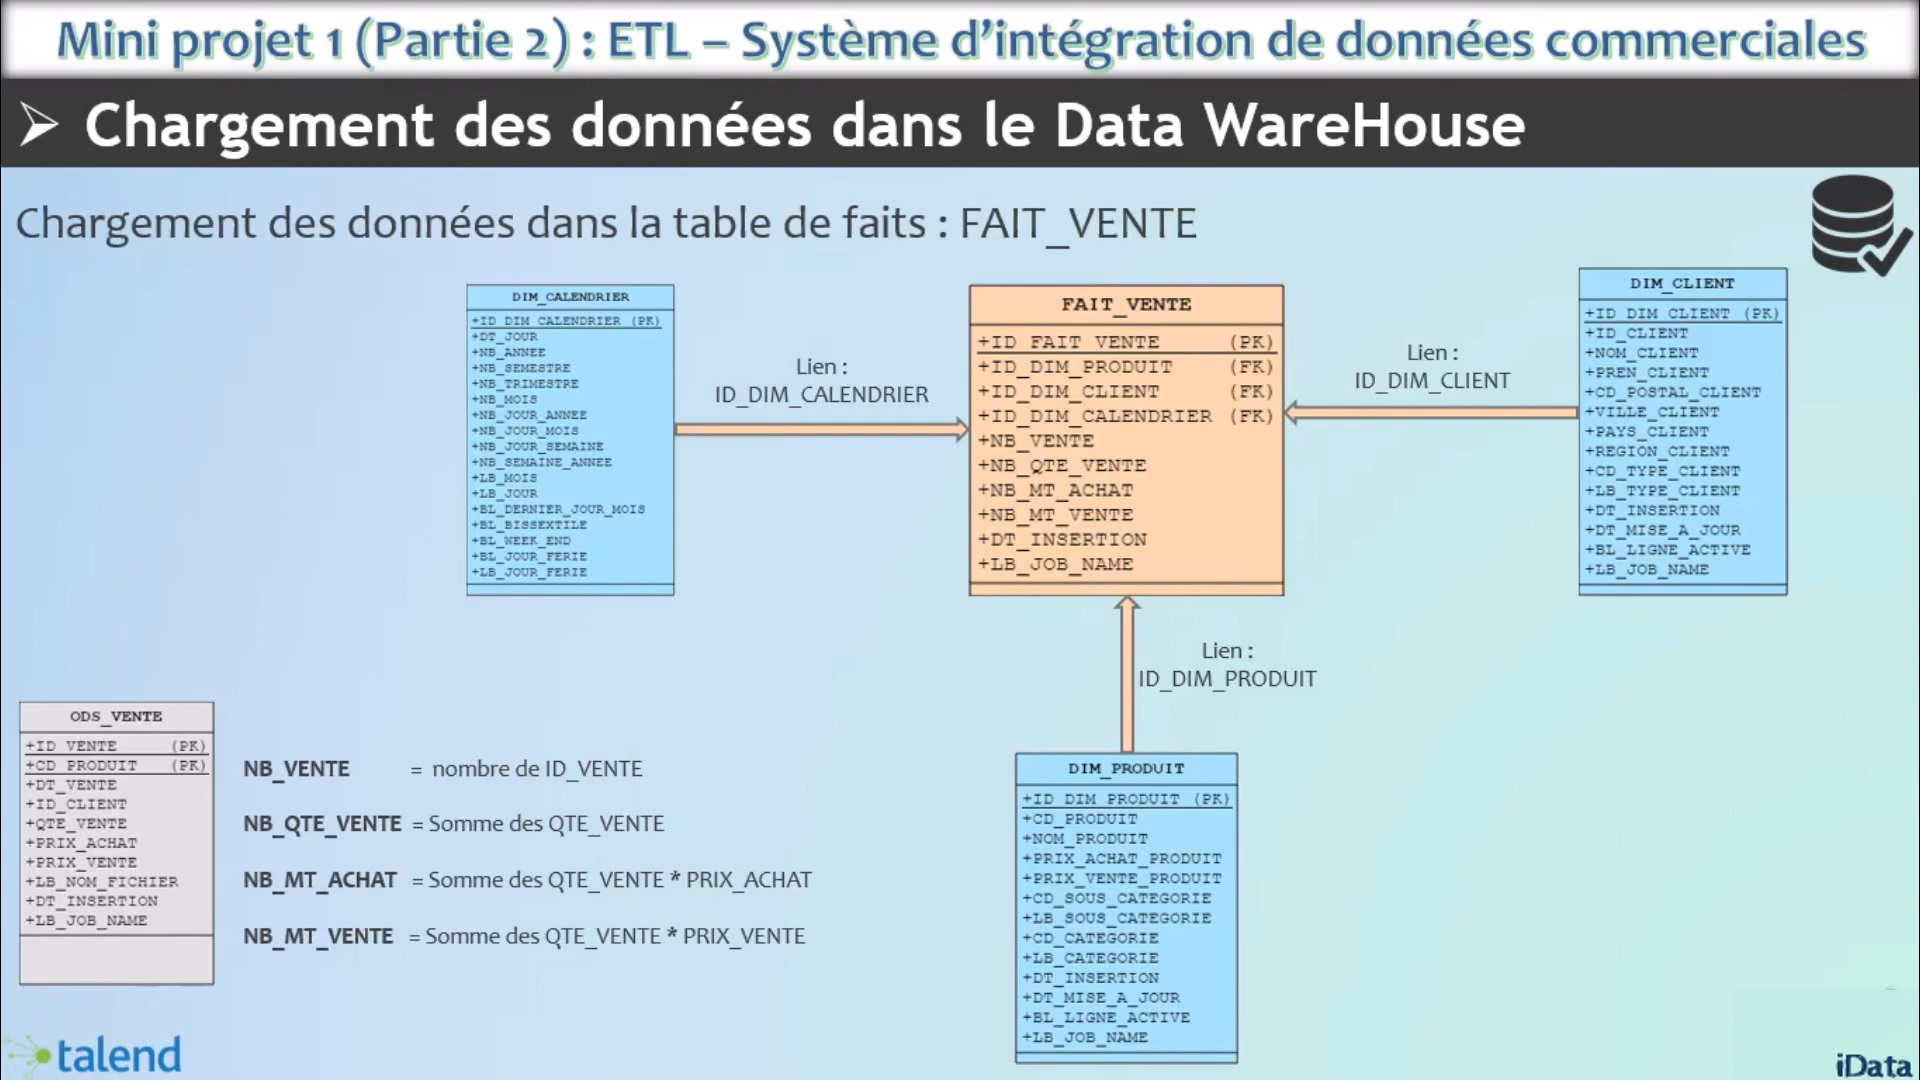 Mini projet 1 (Partie 2) : ETL – Système d'intégration de données commerciales
➢ Chargement des données dans le Data WareHouse
Chargement des données dans la table de faits : FAIT_VENTE
DIM_CALENDRIER
+ID_DIM_CALENDRIER (PK)
+DT_JOUR
+NB_ANNEE
+NB_SEMESTRE
+NB_TRIMESTRE
+NB_MOIS
+NB_JOUR_ANNEE
+NB_JOUR_MOIS
+NB_JOUR_SEMAINE
+NB_SEMAINE_ANNEE
+LB_MOIS
+LB_JOUR
+BL_DERNIER_JOUR_MOIS
+BL_BISSEXTILE
+BL_WEEK_END
+BL_JOUR_FERIE
+LB_JOUR_FERIE
Lien :
ID_DIM_CALENDRIER
FAIT_VENTE
+ID_FAIT_VENTE (PK)
+ID_DIM_PRODUIT (FK)
+ID_DIM_CLIENT (FK)
+ID_DIM_CALENDRIER (FK)
+NB_VENTE
+NB_QTE_VENTE
+NB_MT_ACHAT
+NB_MT_VENTE
+DT_INSERTION
+LB_JOB_NAME
Lien :
ID_DIM_CLIENT
DIM_CLIENT
+ID_DIM_CLIENT (PK)
+ID_CLIENT
+NOM_CLIENT
+PREN_CLIENT
+CD_POSTAL_CLIENT
+VILLE_CLIENT
+PAYS_CLIENT
+REGION_CLIENT
+CD_TYPE_CLIENT
+LB_TYPE_CLIENT
+DT_INSERTION
+DT_MISE_A_JOUR
+BL_LIGNE_ACTIVE
+LB_JOB_NAME
Lien :
ID_DIM_PRODUIT
ODS_VENTE
+ID_VENTE (PK)
+CD_PRODUIT (PK)
+DT_VENTE
+ID_CLIENT
+QTE_VENTE
+PRIX_ACHAT
+PRIX_VENTE
+LB_NOM_FICHIER
+DT_INSERTION
+LB_JOB_NAME
NB_VENTE = nombre de ID_VENTE
NB_QTE_VENTE = Somme des QTE_VENTE
NB_MT_ACHAT = Somme des QTE_VENTE * PRIX_ACHAT
NB_MT_VENTE = Somme des QTE_VENTE * PRIX_VENTE
DIM_PRODUIT
+ID_DIM_PRODUIT (PK)
+CD_PRODUIT
+NOM_PRODUIT
+PRIX_ACHAT_PRODUIT
+PRIX_VENTE_PRODUIT
+CD_SOUS_CATEGORIE
+LB_SOUS_CATEGORIE
+CD_CATEGORIE
+LB_CATEGORIE
+DT_INSERTION
+DT_MISE_A_JOUR
+BL_LIGNE_ACTIVE
+LB_JOB_NAME
talend
iData